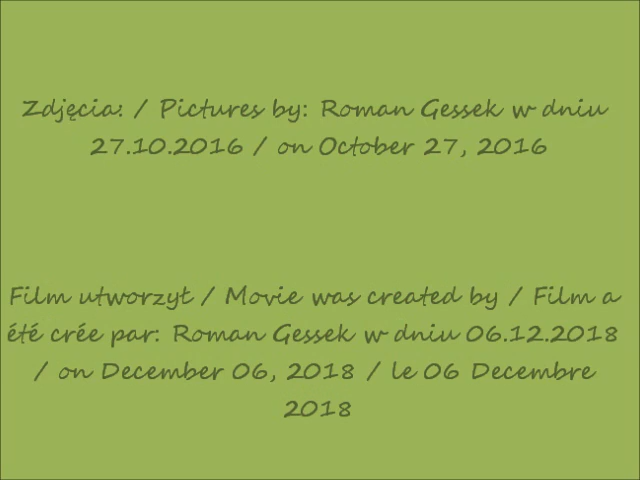 Zdjęcia: / Pictures by: Roman Gessek w dniu
27.10.2016 / on October 27, 2016
Film utworzył / Movie was created by / Film a
été crée par: Roman Gessek w dniu 06.12.2018
/ on December 06, 2018 / le 06 Decembre
2018